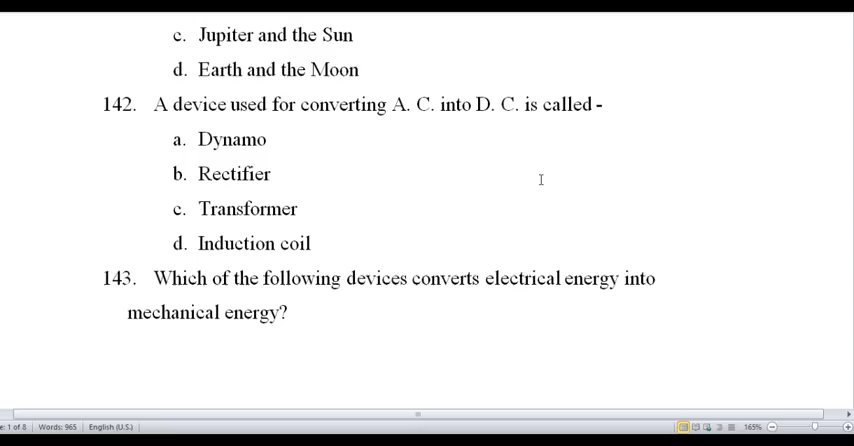 c. Jupiter and the Sun
d. Earth and the Moon
142. A device used for converting A. C. into D. C. is called -
a. Dynamo
b. Rectifier
c. Transformer
d. Induction coil
143. Which of the following devices converts electrical energy into
mechanical energy?
e: 1 of 8 Words: 965 English (U.S.) 165%